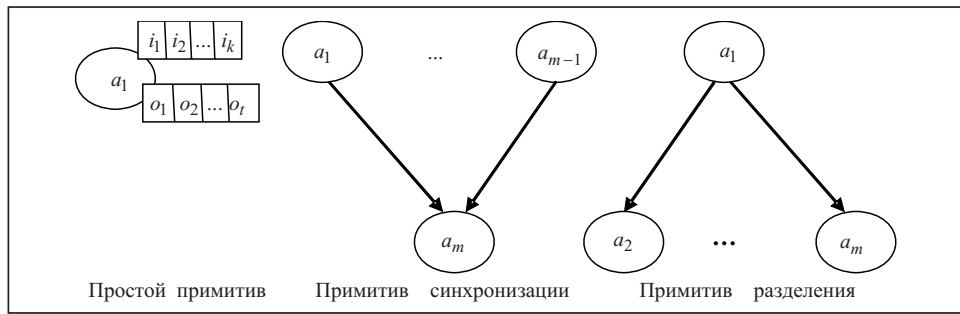 i₁ i₂ ... iₖ
a₁
o₁ o₂ ... oₜ
a₁ ... aₘ₋₁
aₘ
a₁
a₂ ... aₘ
Простой примитив
Примитив синхронизации
Примитив разделения